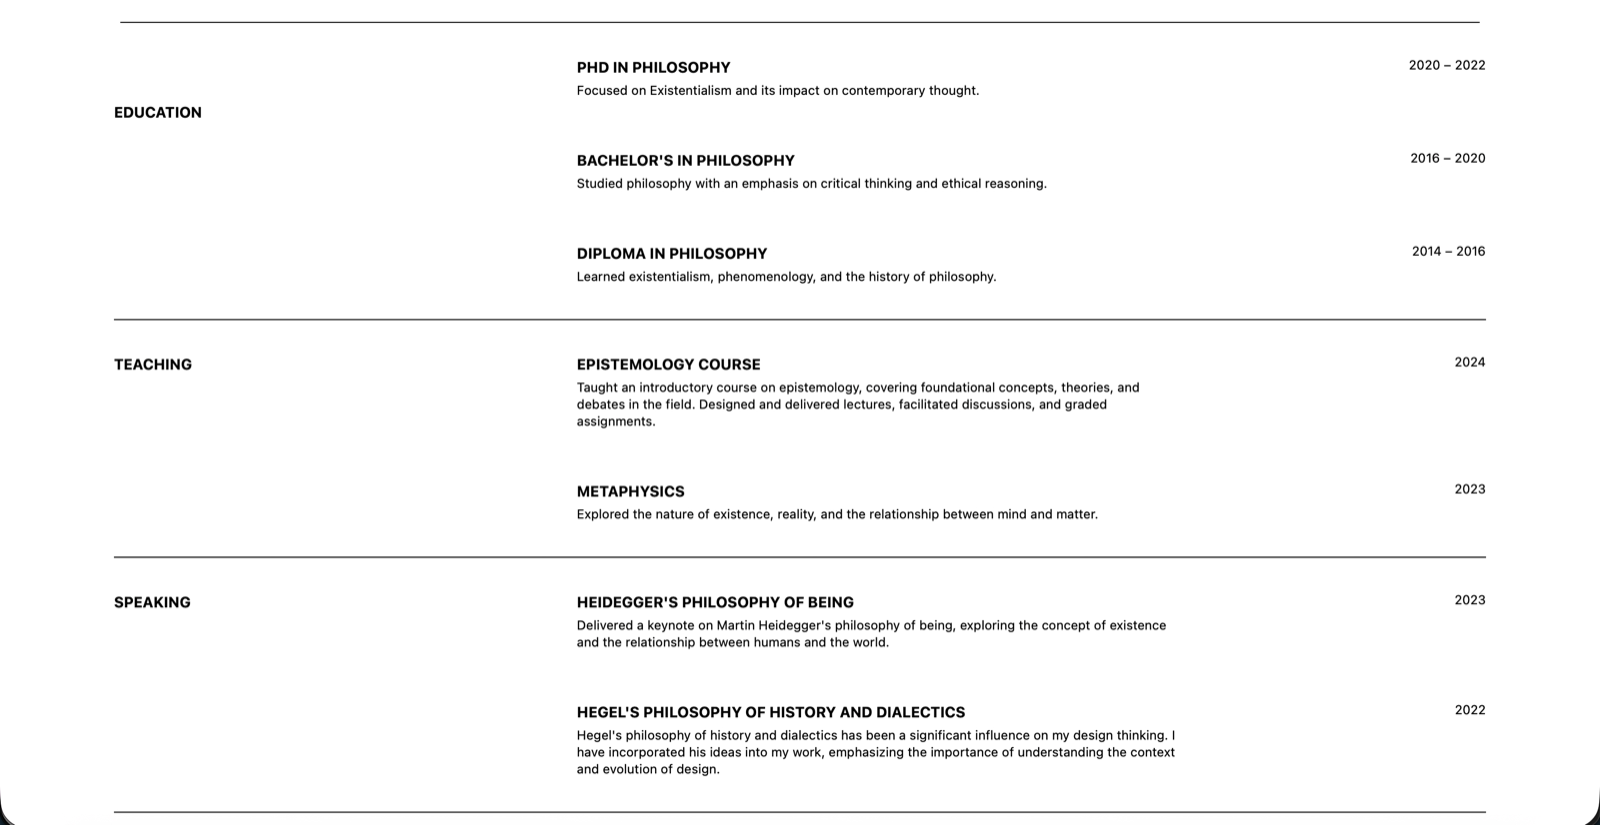 PHD IN PHILOSOPHY
2020 – 2022
Focused on Existentialism and its impact on contemporary thought.
EDUCATION
BACHELOR'S IN PHILOSOPHY
2016 – 2020
Studied philosophy with an emphasis on critical thinking and ethical reasoning.
DIPLOMA IN PHILOSOPHY
2014 – 2016
Learned existentialism, phenomenology, and the history of philosophy.
TEACHING
EPISTEMOLOGY COURSE
2024
Taught an introductory course on epistemology, covering foundational concepts, theories, and
debates in the field. Designed and delivered lectures, facilitated discussions, and graded
assignments.
METAPHYSICS
2023
Explored the nature of existence, reality, and the relationship between mind and matter.
SPEAKING
HEIDEGGER'S PHILOSOPHY OF BEING
2023
Delivered a keynote on Martin Heidegger's philosophy of being, exploring the concept of existence
and the relationship between humans and the world.
HEGEL'S PHILOSOPHY OF HISTORY AND DIALECTICS
2022
Hegel's philosophy of history and dialectics has been a significant influence on my design thinking. I
have incorporated his ideas into my work, emphasizing the importance of understanding the context
and evolution of design.